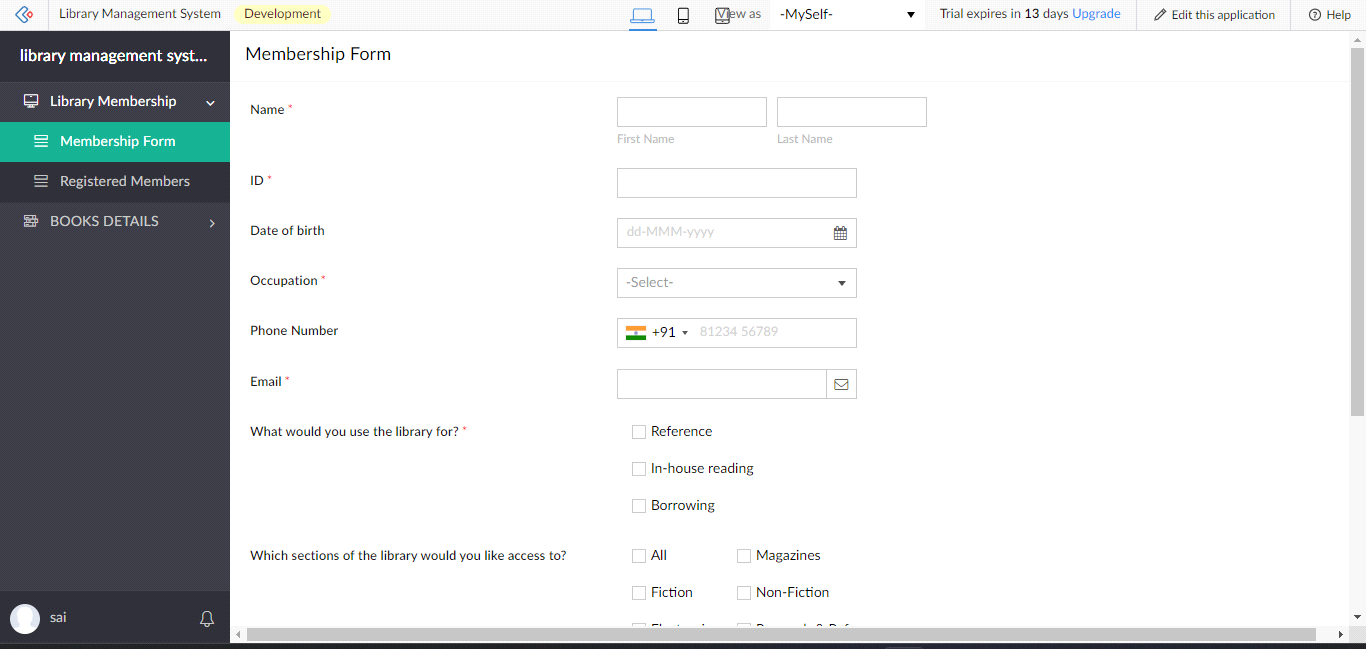 Library Management System
Development
View as
-MySelf-
Trial expires in 13 days Upgrade
Edit this application
Help
library management syst...
Library Membership
Membership Form
Registered Members
BOOKS DETAILS
sai
Membership Form
Name *
First Name
Last Name
ID *
Date of birth
dd-MMM-yyyy
Occupation *
-Select-
Phone Number
+91
81234 56789
Email *
What would you use the library for? *
Reference
In-house reading
Borrowing
Which sections of the library would you like access to?
All
Magazines
Fiction
Non-Fiction